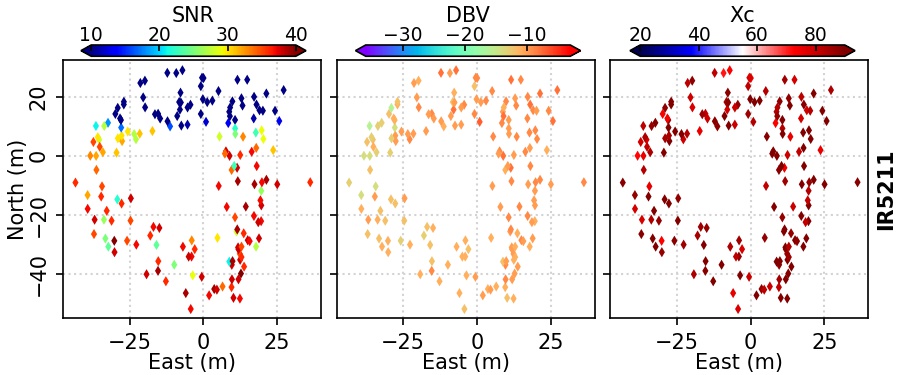 SNR DBV Xc
10 20 30 40 −30 −20 −10 20 40 60 80
North (m)
20
0
−20
−40
IR5211
−25 0 25 −25 0 25 −25 0 25
East (m) East (m) East (m)